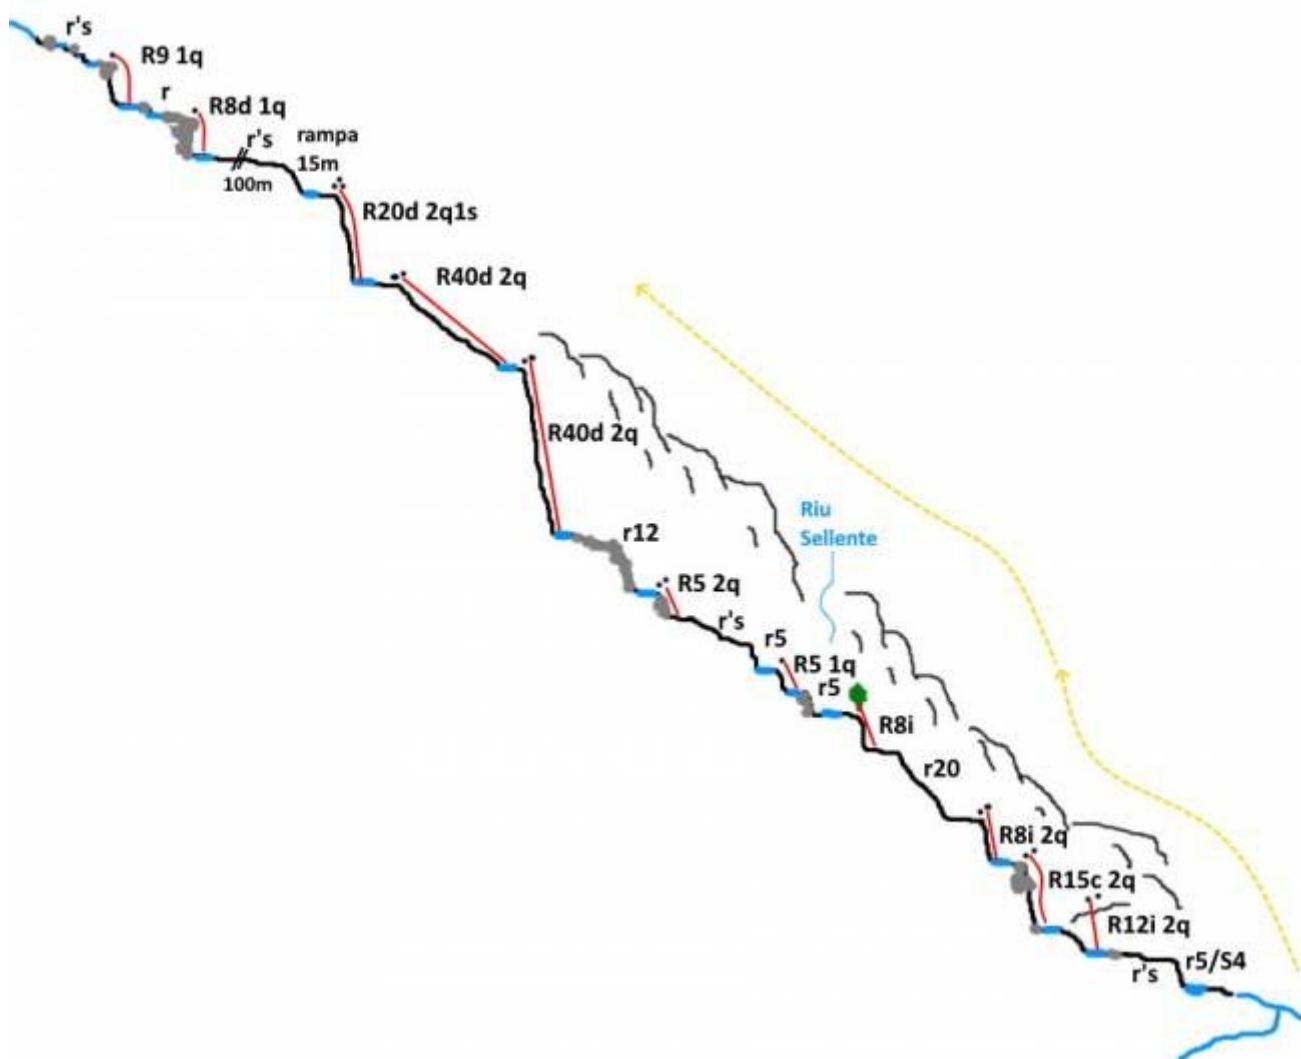 r's
R9 1q
r
R8d 1q
r's
rampa
15m
100m
R20d 2q1s
R40d 2q
R40d 2q
r12
Riu
Sellente
R5 2q
r's
r5
R5 1q
r5
R8i
r20
R8i 2q
R15c 2q
R12i 2q
r's
r5/S4